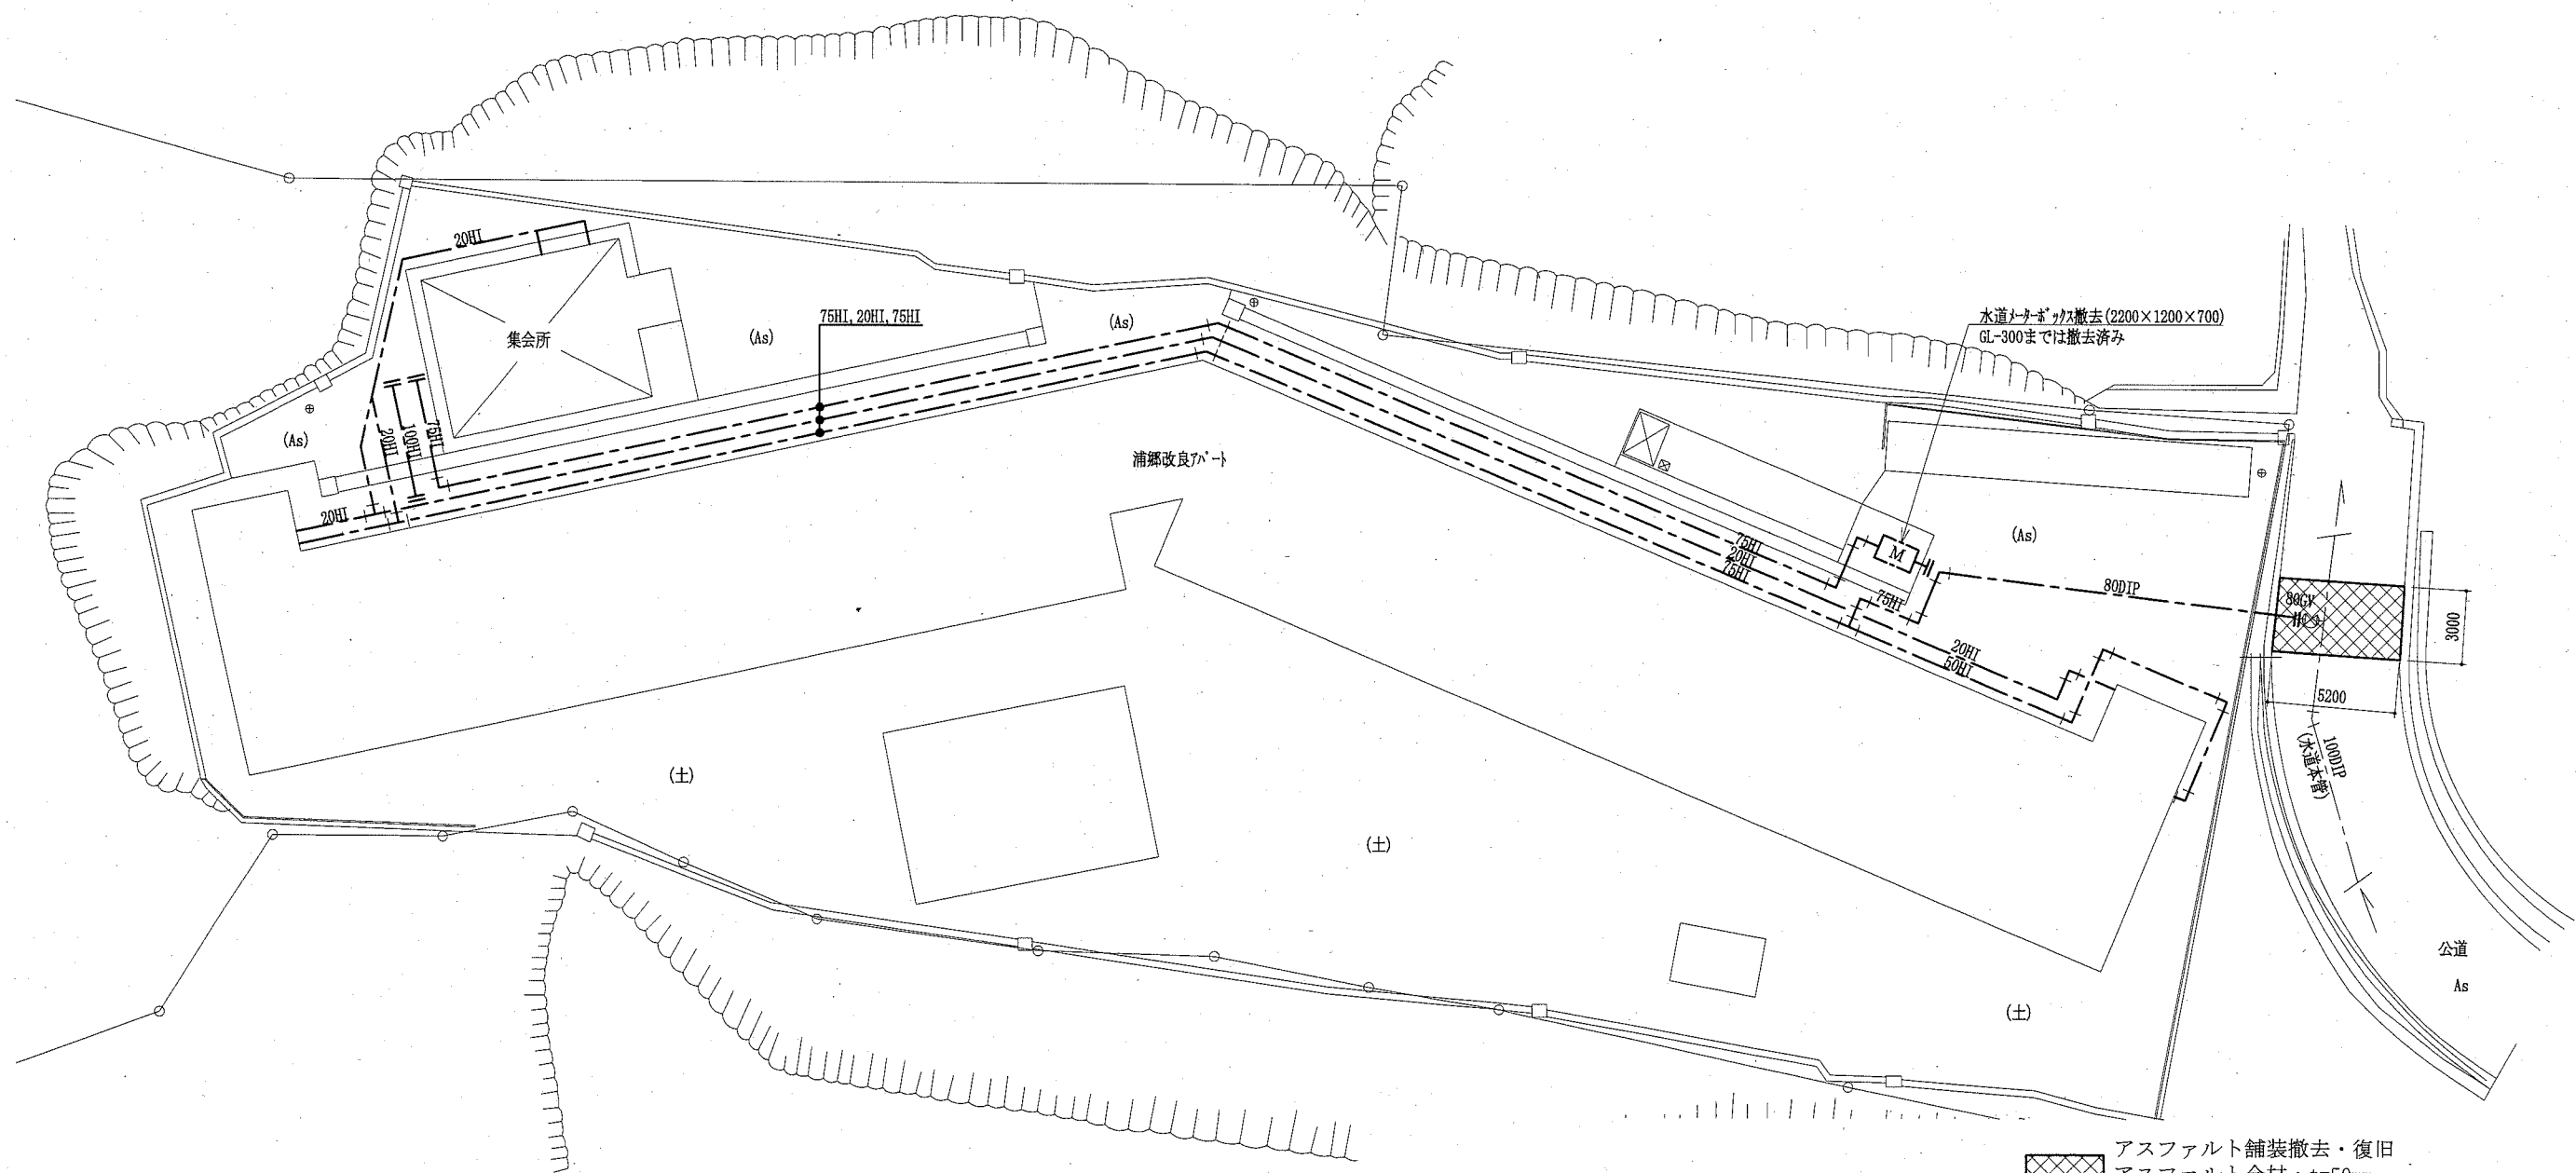 20HI
集会所
(As)
75HI, 20HI, 75HI
(As)
水道メーターボックス撤去(2200×1200×700)
GL-300までは撤去済み
(As)
20HI
100HI
75HI
20HI
浦郷改良アパート
75HI
20HI
75HI
M
(As)
75HI
80DIP
80GV
3000
20HI
50HI
5200
100DIP
(水道本管)
(土)
(土)
(土)
公道
As
アスファルト舗装撤去・復旧